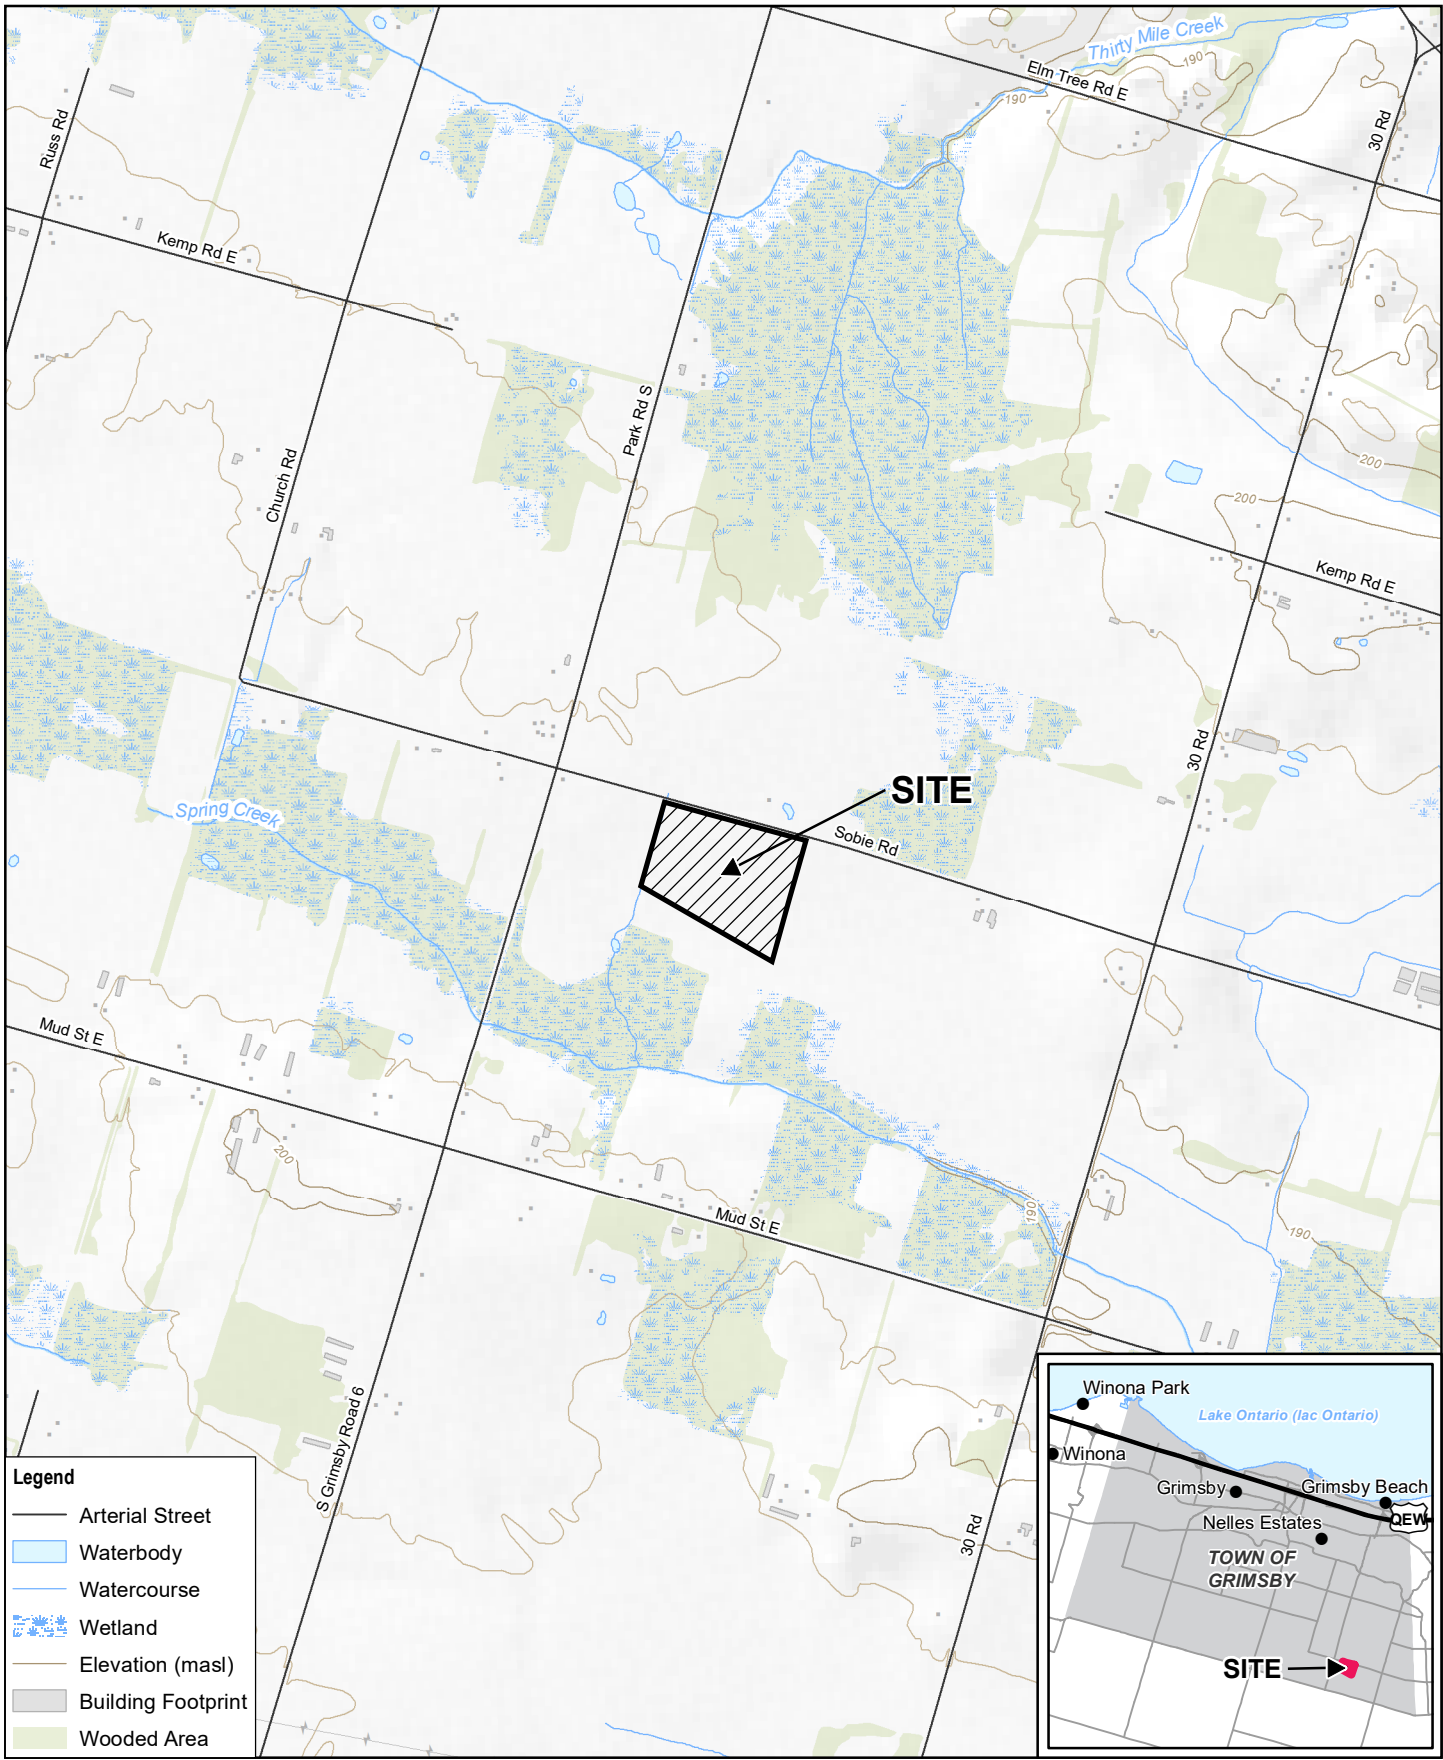 Thirty Mile Creek
190
Elm Tree Rd E
190
30 Rd
Russ Rd
Kemp Rd E
Park Rd S
Church Rd
200
200
Kemp Rd E
30 Rd
SITE
Spring Creek
Sobie Rd
Mud St E
200
190
Mud St E
190
S Grimsby Road 6
30 Rd
Legend
Arterial Street
Waterbody
Watercourse
Wetland
Elevation (masl)
Building Footprint
Wooded Area
Winona Park
Lake Ontario (lac Ontario)
Winona
Grimsby
Grimsby Beach
QEW
Nelles Estates
TOWN OF
GRIMSBY
SITE